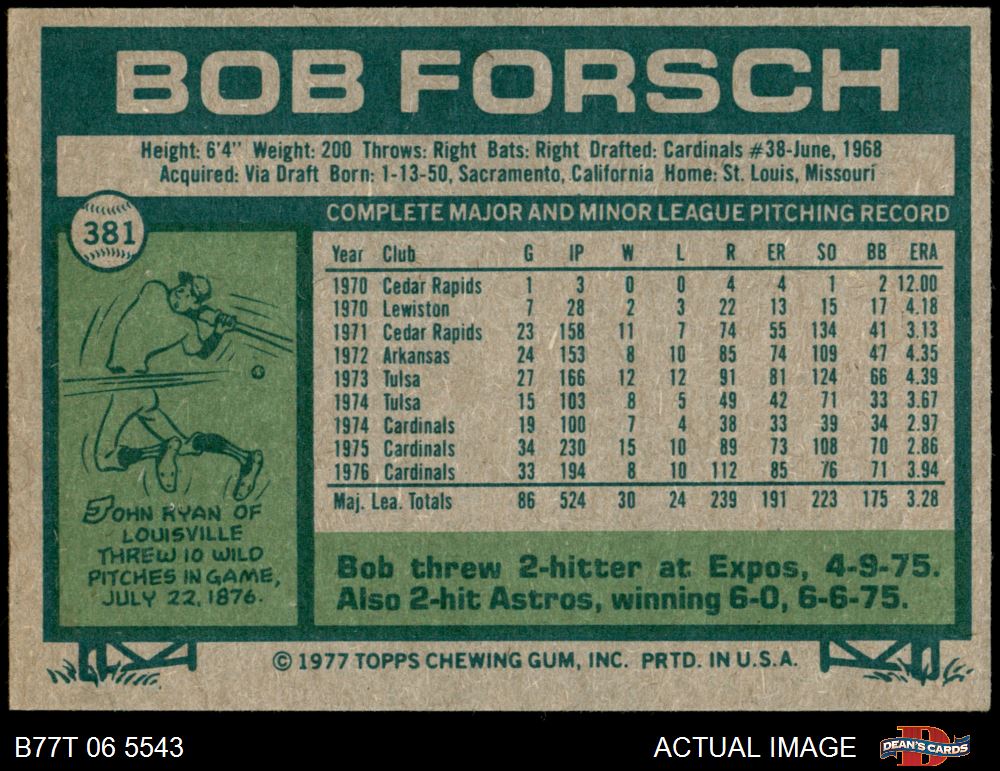 BOB FORSCH
Height: 6'4" Weight: 200 Throws: Right Bats: Right Drafted: Cardinals #38-June, 1968
Acquired: Via Draft Born: 1-13-50, Sacramento, California Home: St. Louis, Missouri
381
COMPLETE MAJOR AND MINOR LEAGUE PITCHING RECORD
Year Club G IP W L R ER SO BB ERA
1970 Cedar Rapids 1 3 0 0 4 4 1 2 12.00
1970 Lewiston 7 28 2 3 22 13 15 17 4.18
1971 Cedar Rapids 23 158 11 7 74 55 134 41 3.13
1972 Arkansas 24 153 8 10 85 74 109 47 4.35
1973 Tulsa 27 166 12 12 91 81 124 66 4.39
1974 Tulsa 15 103 8 5 49 42 71 33 3.67
1974 Cardinals 19 100 7 4 38 33 39 34 2.97
1975 Cardinals 34 230 15 10 89 73 108 70 2.86
1976 Cardinals 33 194 8 10 112 85 76 71 3.94
Maj. Lea. Totals 86 524 30 24 239 191 223 175 3.28
JOHN RYAN OF
LOUISVILLE
THREW 10 WILD
PITCHES IN GAME,
JULY 22, 1876.
Bob threw 2-hitter at Expos, 4-9-75.
Also 2-hit Astros, winning 6-0, 6-6-75.
© 1977 TOPPS CHEWING GUM, INC. PRTD. IN U.S.A.
B77T 06 5543
ACTUAL IMAGE
DEAN'S CARDS